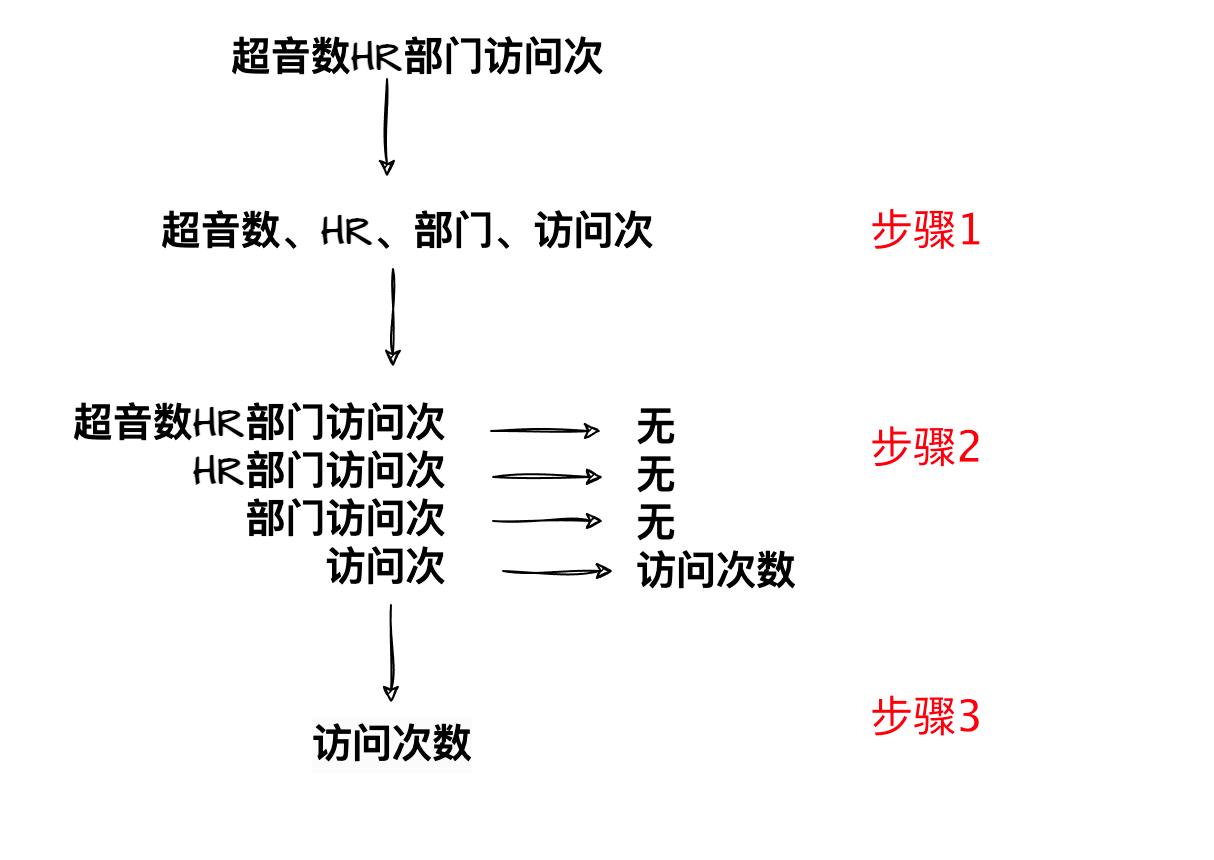 超音数HR部门访问次
超音数、HR、部门、访问次
步骤1
超音数HR部门访问次
无
HR部门访问次
无
步骤2
部门访问次
无
访问次
访问次数
步骤3
访问次数